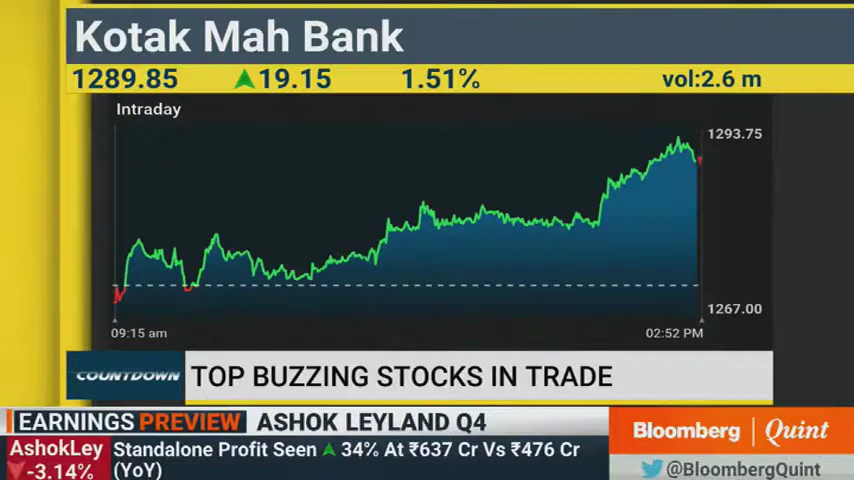 Kotak Mah Bank
1289.85 ▲19.15 1.51% vol:2.6 m
Intraday
1293.75
1267.00
09:15 am 02:52 PM
COUNTDOWN TOP BUZZING STOCKS IN TRADE
EARNINGS PREVIEW ASHOK LEYLAND Q4
AshokLey
▼-3.14%
Standalone Profit Seen ▲ 34% At ₹637 Cr Vs ₹476 Cr
(YoY)
Bloomberg | Quint
@BloombergQuint